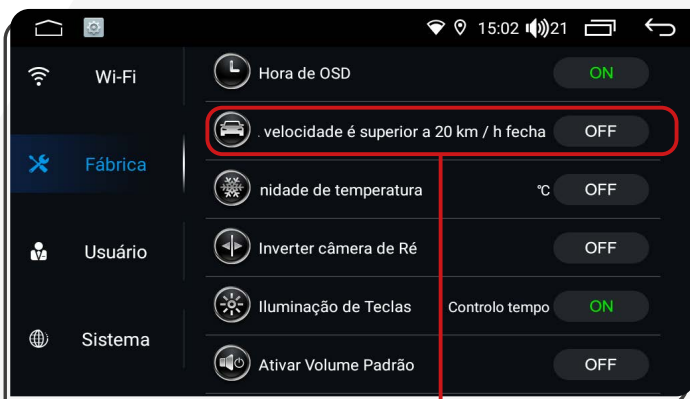 15:02 21
Wi-Fi
Hora de OSD ON
. velocidade é superior a 20 km / h fecha OFF
Fábrica
nidade de temperatura °C OFF
Usuário
Inverter câmera de Ré OFF
Iluminação de Teclas Controlo tempo ON
Sistema
Ativar Volume Padrão OFF